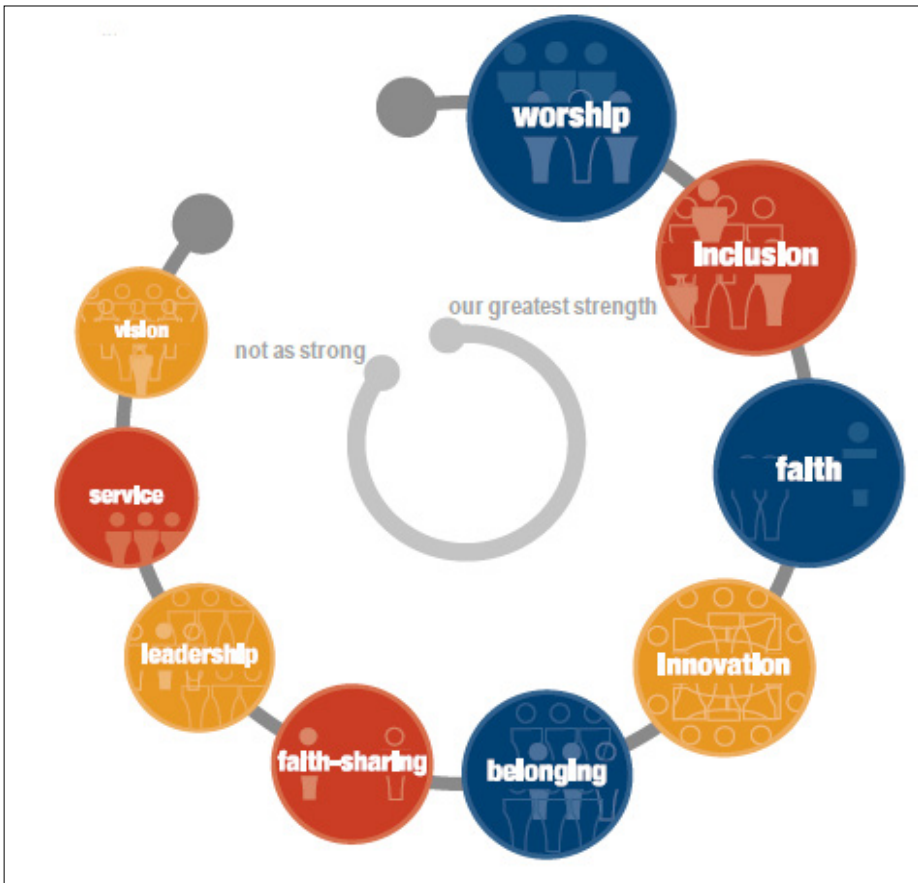 worship
Inclusion
our greatest strength
vision
not as strong
faith
service
leadership
Innovation
faith-sharing
belonging